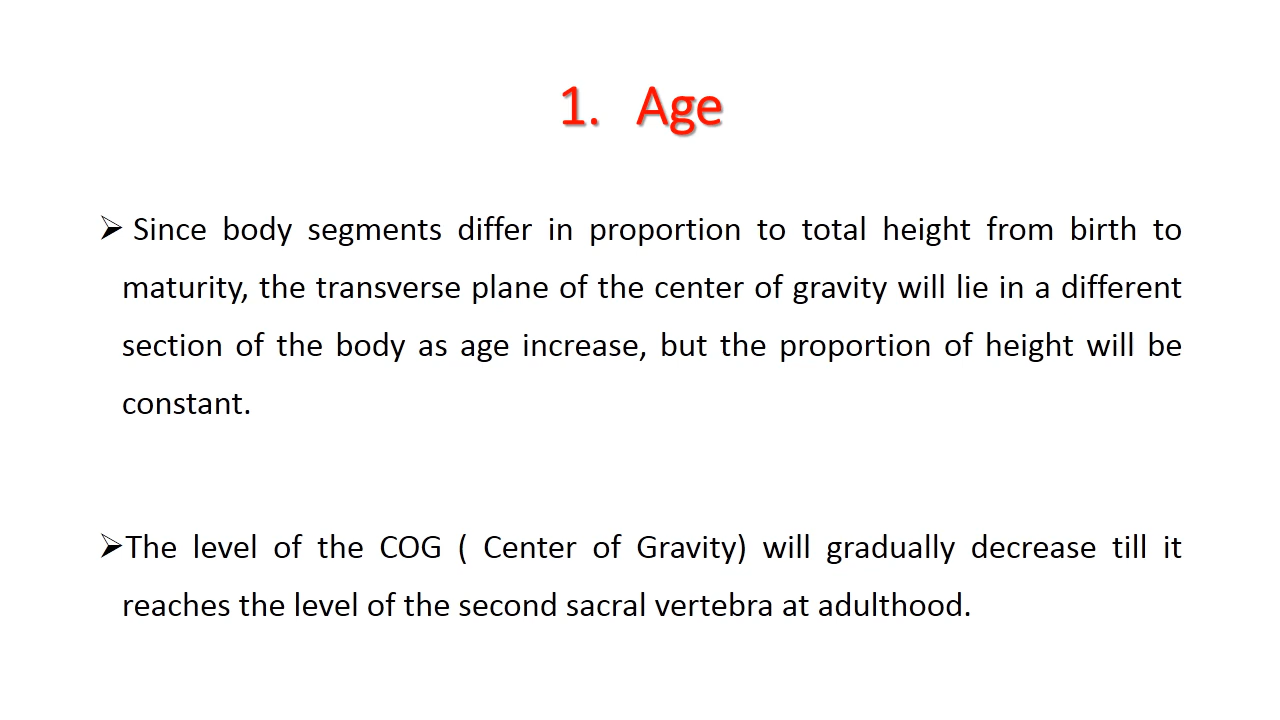 1. Age
➢ Since body segments differ in proportion to total height from birth to
maturity, the transverse plane of the center of gravity will lie in a different
section of the body as age increase, but the proportion of height will be
constant.
➢The level of the COG ( Center of Gravity) will gradually decrease till it
reaches the level of the second sacral vertebra at adulthood.